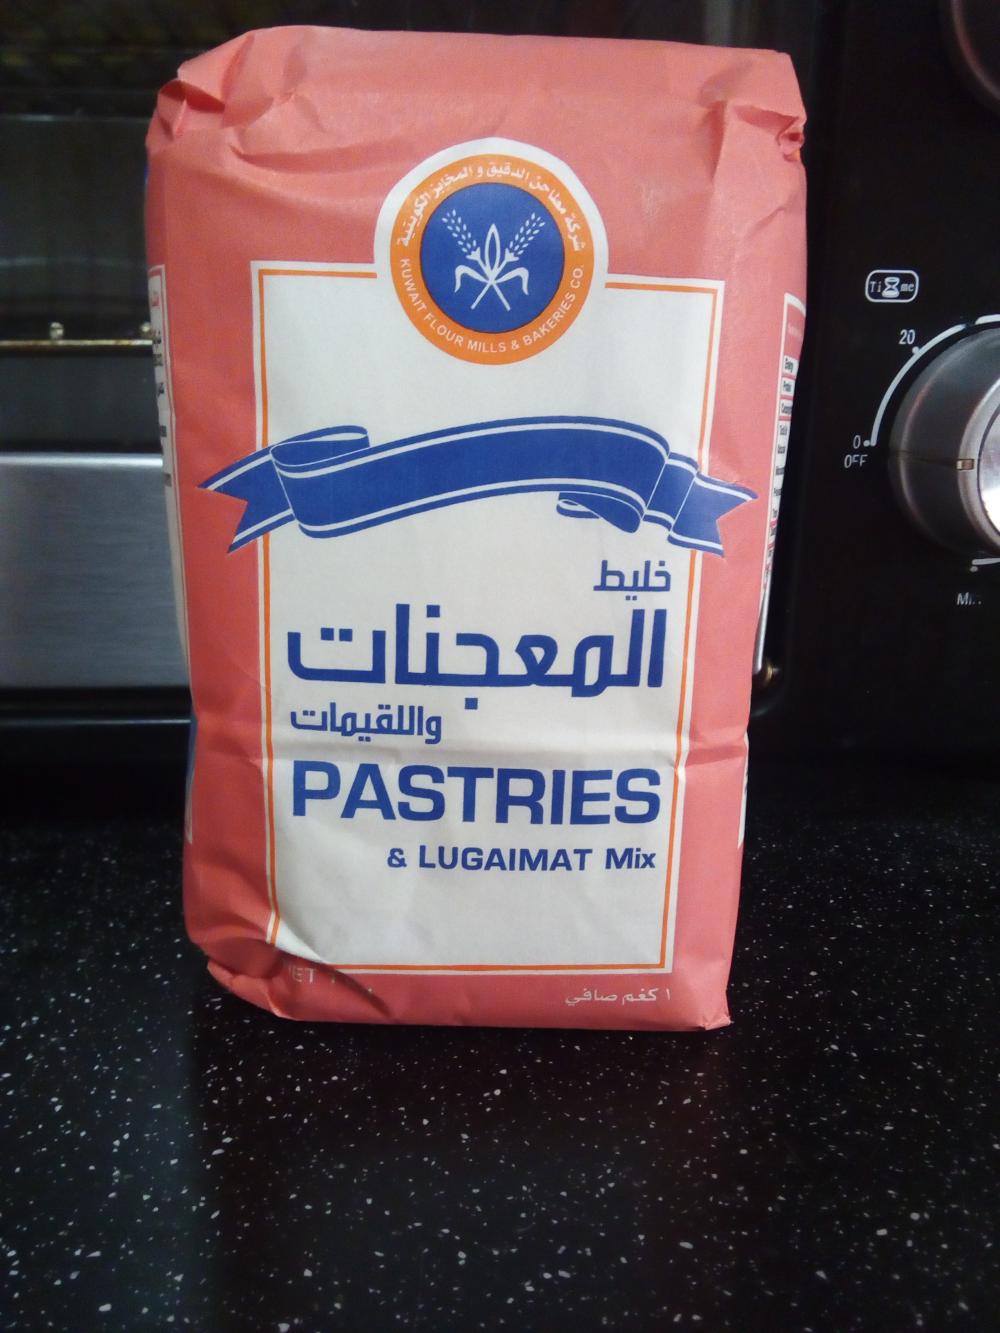 شركة مطاحن الدقيق و المخابز الكويتية
KUWAIT FLOUR MILLS & BAKERIES CO.
خليط
المعجنات
واللقيمات
PASTRIES
& LUGAIMAT Mix
١ كغم صافي
Time
20
0
OFF